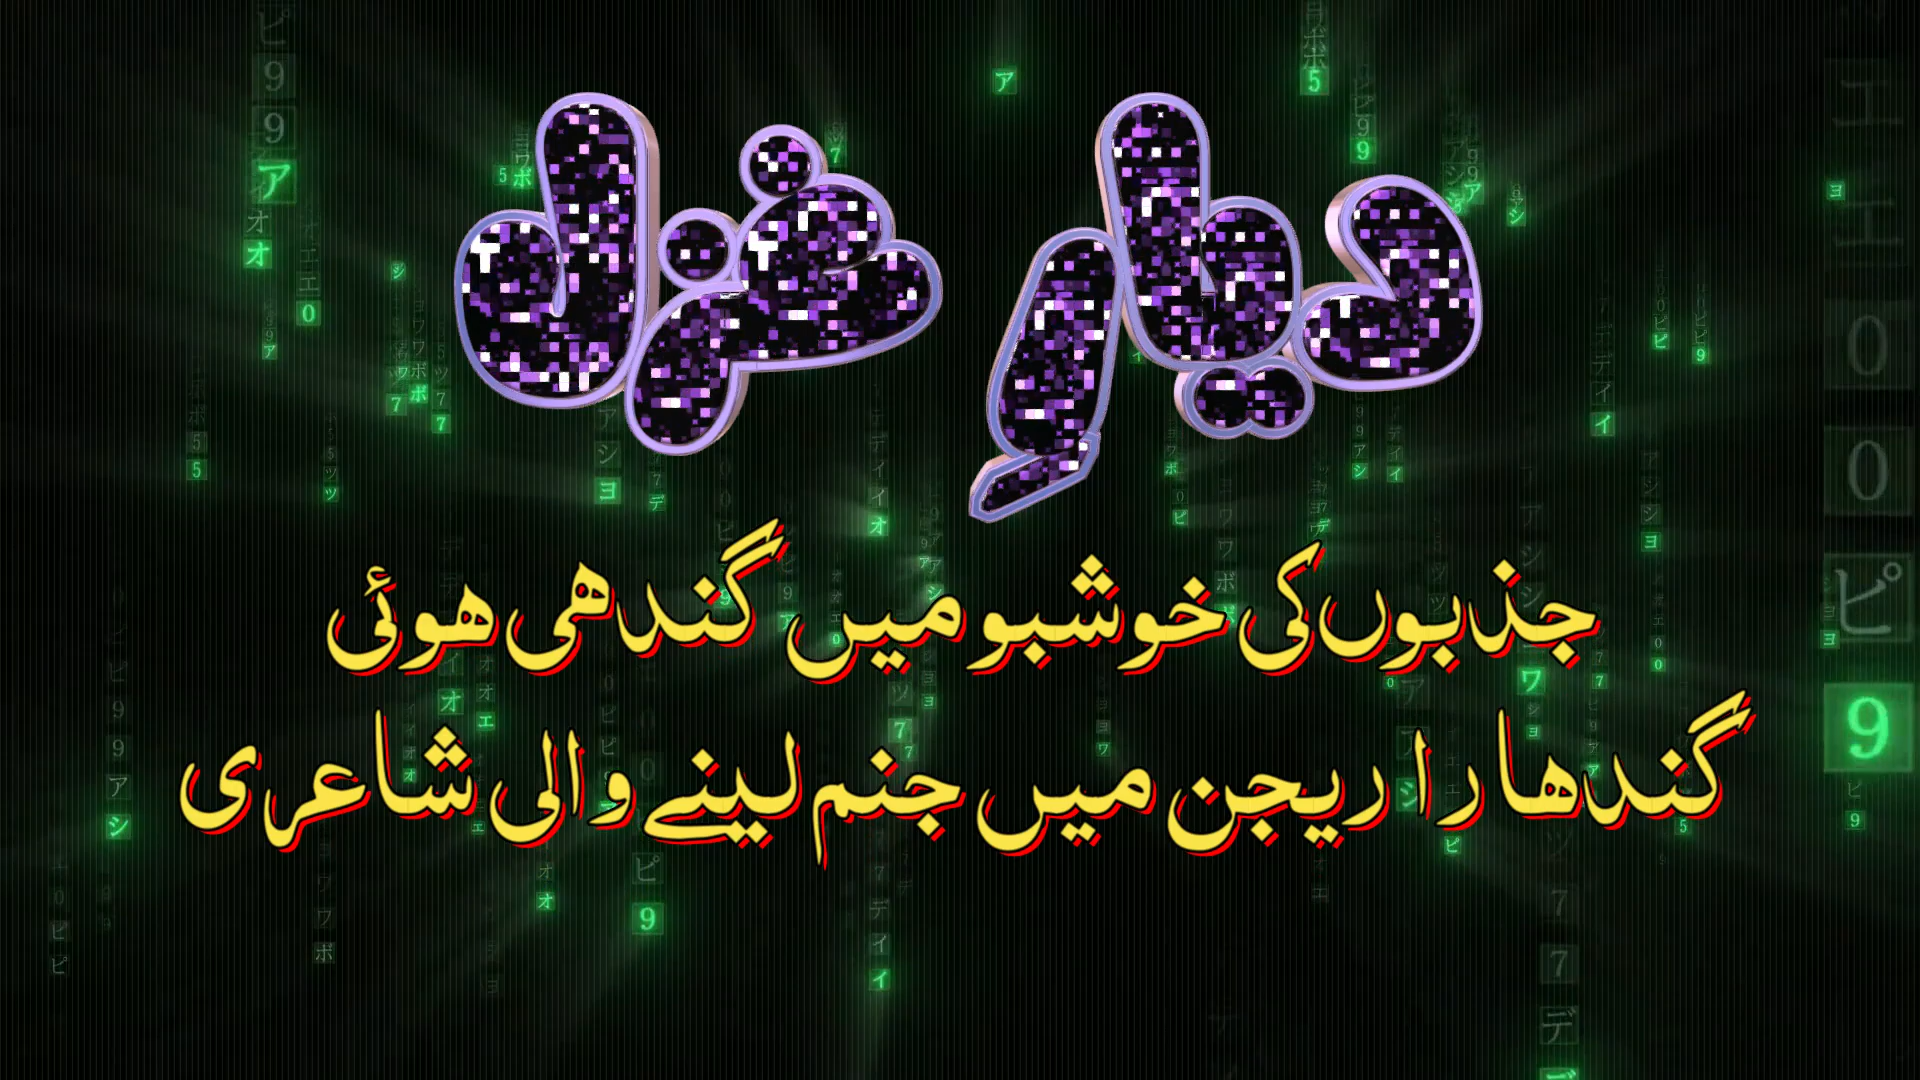 دیارِ غزل
جذبوں کی خوشبو میں گندھی ہوئی
گندھارا ریجن میں جنم لینے والی شاعری